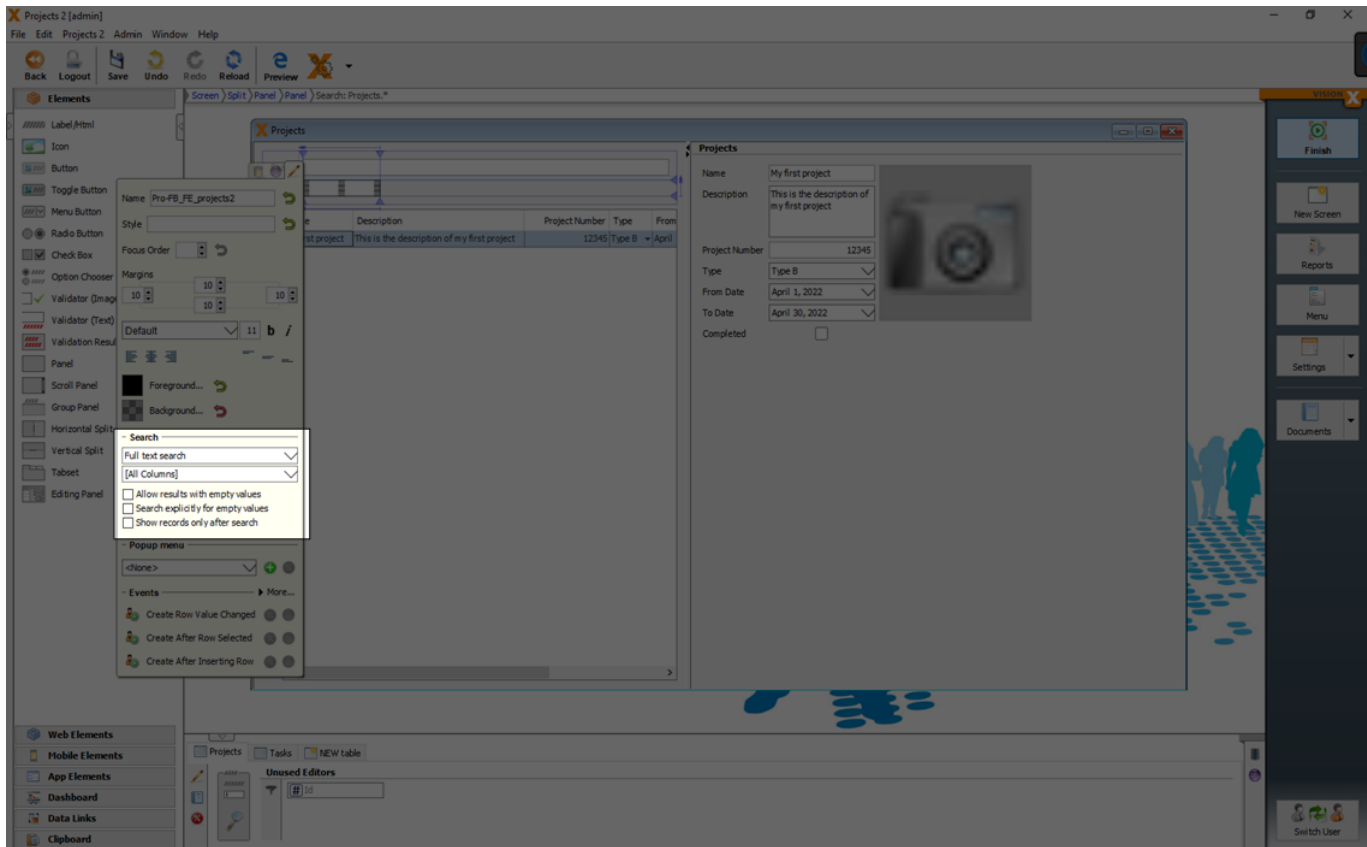 Projects 2 [admin]
File Edit Projects 2 Admin Window Help
Back Logout Save Undo Redo Reload Preview
Elements
Screen Split Panel Panel Search: Projects.*
VISION
Label/Html
Icon
Button
Toggle Button
Menu Button
Radio Button
Check Box
Option Chooser
Validator (Imag
Validator (Text)
Validation Resul
Panel
Scroll Panel
Group Panel
Horizontal Split
Vertical Split
Tabset
Editing Panel
Name Pro-FB_FE_projects2
Style
Focus Order
Margins
10
10 10
10
Default 11 b i
Foreground...
Background...
Search
Full text search
[All Columns]
Allow results with empty values
Search explicitly for empty values
Show records only after search
Popup menu
<None>
Events More...
Create Row Value Changed
Create After Row Selected
Create After Inserting Row
Projects
e Description Project Number Type From
rst project This is the description of my first project 12345 Type B April
Projects
Name My first project
Description This is the description of
my first project
Project Number 12345
Type Type B
From Date April 1, 2022
To Date April 30, 2022
Completed
Finish
New Screen
Reports
Menu
Settings
Documents
Switch User
Web Elements
Mobile Elements
App Elements
Dashboard
Data Links
Clipboard
Projects Tasks NEW table
Unused Editors
# Id